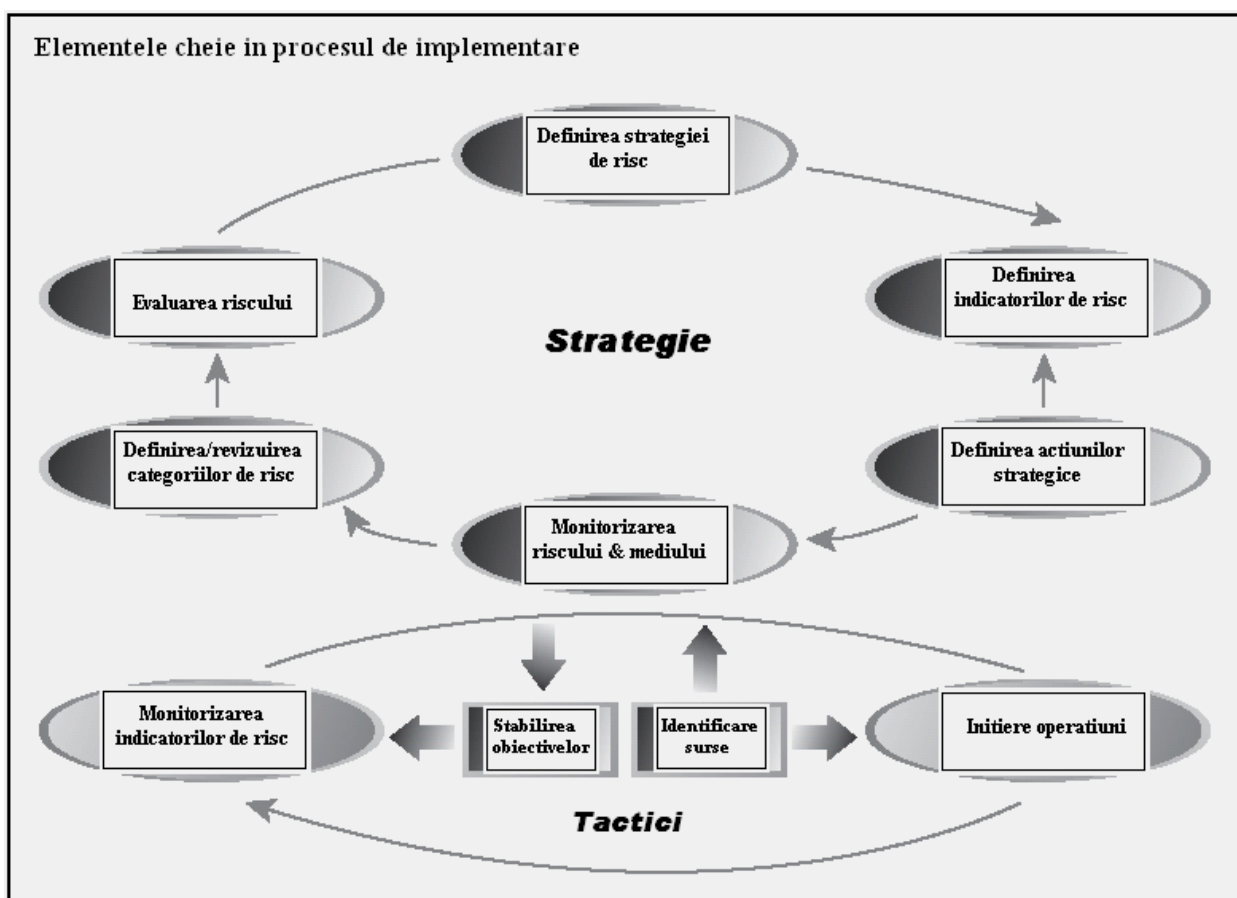 Elementele cheie in procesul de implementare
Definirea strategiei
de risc
Evaluarea riscului
Definirea
indicatorilor de risc
Strategie
Definirea/revizuirea
categoriilor de risc
Definirea actiunilor
strategice
Monitorizarea
riscului & mediului
Monitorizarea
indicatorilor de risc
Stabilirea
obiectivelor
Identificare
surse
Initiere operatiuni
Tactici